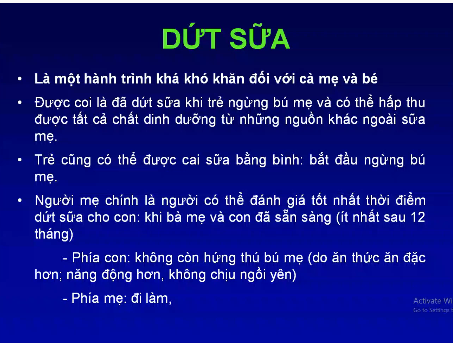 DỨT SỮA
• Là một hành trình khá khó khăn đối với cả mẹ và bé
• Được coi là đã dứt sữa khi trẻ ngừng bú mẹ và có thể hấp thu
được tất cả chất dinh dưỡng từ những nguồn khác ngoài sữa
mẹ.
• Trẻ cũng có thể được cai sữa bằng bình: bắt đầu ngừng bú
mẹ.
• Người mẹ chính là người có thể đánh giá tốt nhất thời điểm
dứt sữa cho con: khi bà mẹ và con đã sẵn sàng (ít nhất sau 12
tháng)
- Phía con: không còn hứng thú bú mẹ (do ăn thức ăn đặc
hơn; năng động hơn, không chịu ngồi yên)
- Phía mẹ: đi làm,
Activate Wi
Go to Settings